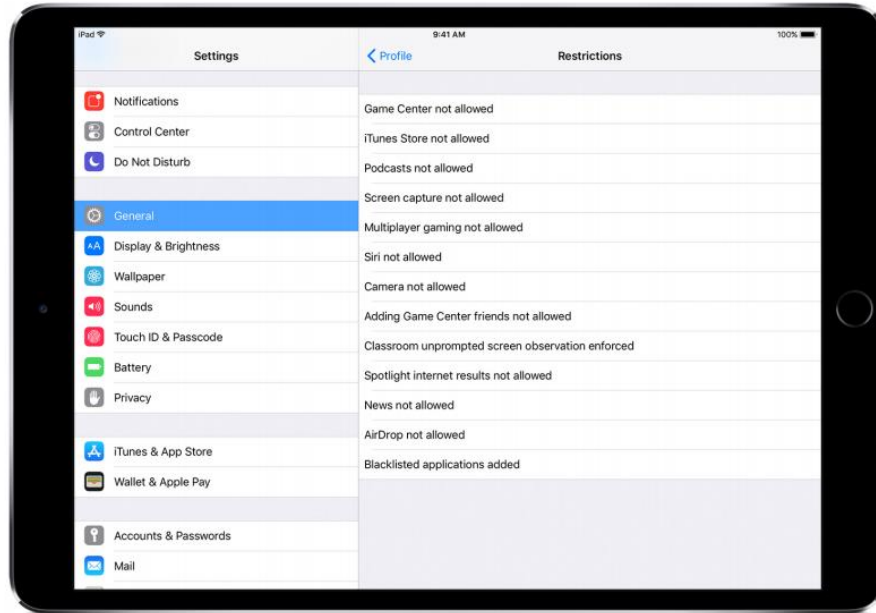 iPad
9:41 AM
100%
Settings
Profile
Restrictions
Notifications
Control Center
Do Not Disturb
General
AA
Display & Brightness
Wallpaper
Sounds
Touch ID & Passcode
Battery
Privacy
iTunes & App Store
Wallet & Apple Pay
Accounts & Passwords
Mail
Game Center not allowed
iTunes Store not allowed
Podcasts not allowed
Screen capture not allowed
Multiplayer gaming not allowed
Siri not allowed
Camera not allowed
Adding Game Center friends not allowed
Classroom unprompted screen observation enforced
Spotlight internet results not allowed
News not allowed
AirDrop not allowed
Blacklisted applications added